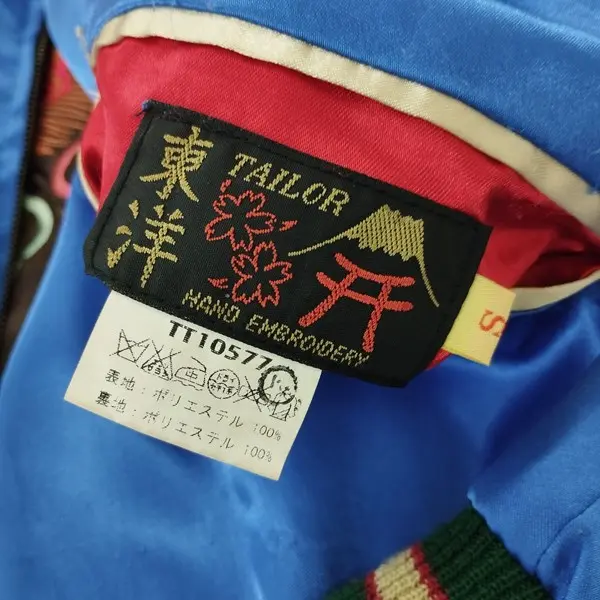 東洋
TAILOR
HAND EMBROIDERY
S
TT10577
表地：ポリエステル 100%
裏地：ポリエステル 100%